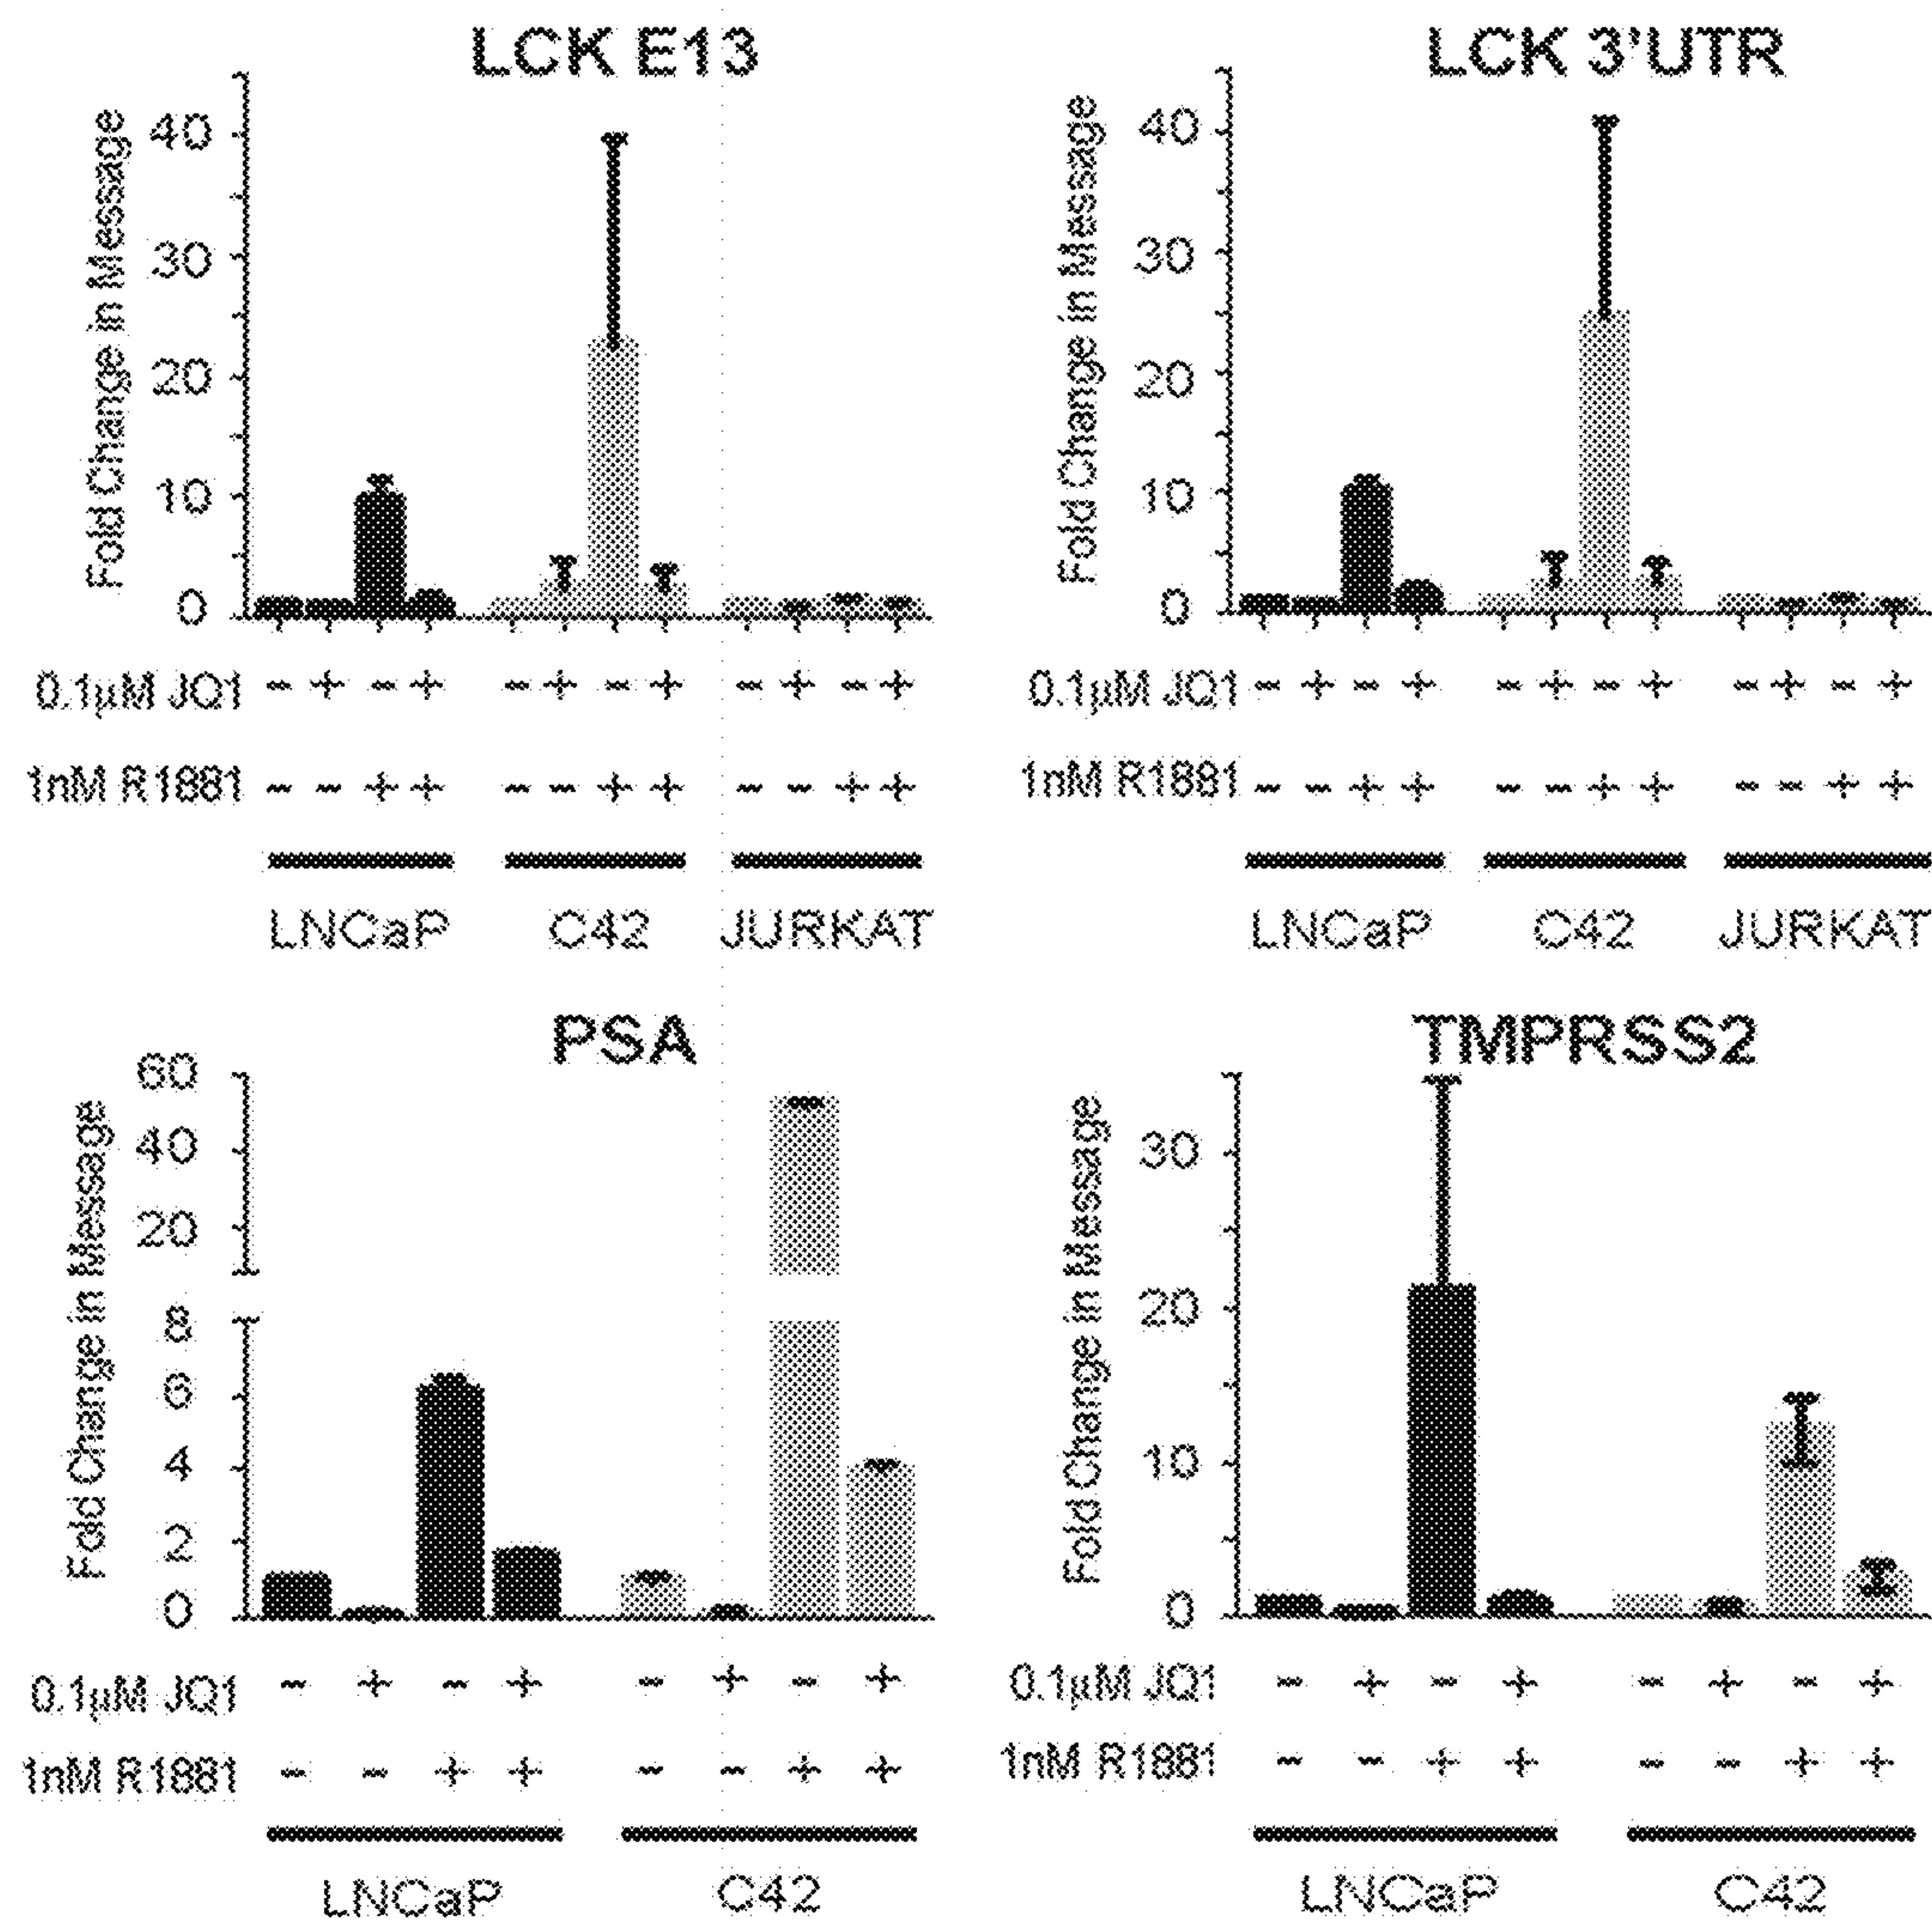 LCK E13
Fold Change in Message
40
30
20
10
0
0.1µM JQ1 - + - + - + - + - + - +
1nM R1881 - - + + - - + + - - + +
LNCaP C42 JURKAT
LCK 3'UTR
Fold Change in Message
40
30
20
10
0
0.1µM JQ1 - + - + - + - + - + - +
1nM R1881 - - + + - - + + - - + +
LNCaP C42 JURKAT
PSA
Fold Change in Message
60
40
20
8
6
4
2
0
0.1µM JQ1 - + - + - + - +
1nM R1881 - - + + - - + +
LNCaP C42
TMPRSS2
Fold Change in Message
30
20
10
0
0.1µM JQ1 - + - + - + - +
1nM R1881 - - + + - - + +
LNCaP C42